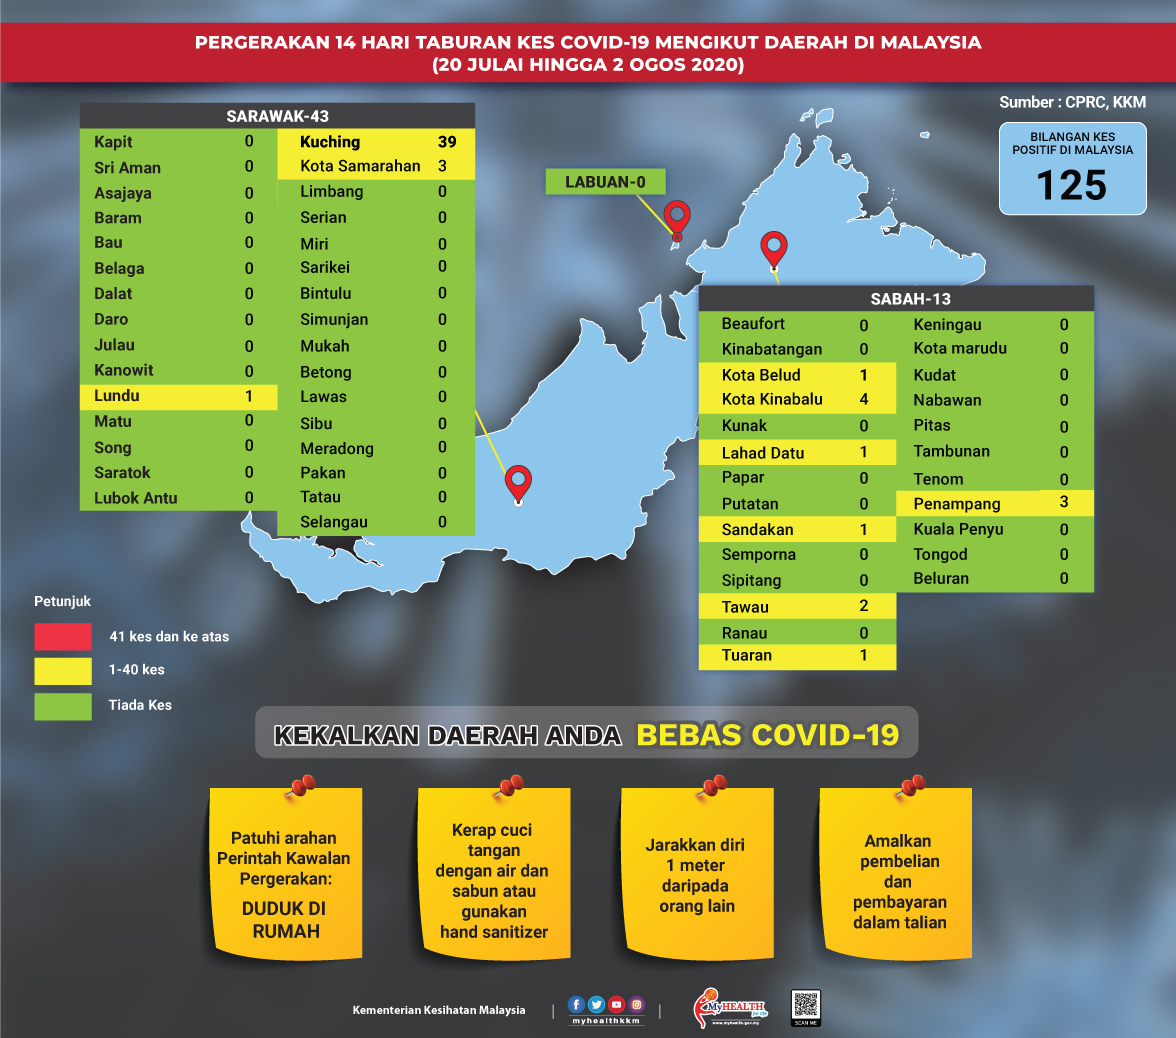 PERGERAKAN 14 HARI TABURAN KES COVID-19 MENGIKUT DAERAH DI MALAYSIA
(20 JULAI HINGGA 2 OGOS 2020)
Sumber : CPRC, KKM
BILANGAN KES
POSITIF DI MALAYSIA
125
SARAWAK-43
Kapit 0
Sri Aman 0
Asajaya 0
Baram 0
Bau 0
Belaga 0
Dalat 0
Daro 0
Julau 0
Kanowit 0
Lundu 1
Matu 0
Song 0
Saratok 0
Lubok Antu 0
Kuching 39
Kota Samarahan 3
Limbang 0
Serian 0
Miri 0
Sarikei 0
Bintulu 0
Simunjan 0
Mukah 0
Betong 0
Lawas 0
Sibu 0
Meradong 0
Pakan 0
Tatau 0
Selangau 0
LABUAN-0
SABAH-13
Beaufort 0
Kinabatangan 0
Kota Belud 1
Kota Kinabalu 4
Kunak 0
Lahad Datu 1
Papar 0
Putatan 0
Sandakan 1
Semporna 0
Sipitang 0
Tawau 2
Ranau 0
Tuaran 1
Keningau 0
Kota marudu 0
Kudat 0
Nabawan 0
Pitas 0
Tambunan 0
Tenom 0
Penampang 3
Kuala Penyu 0
Tongod 0
Beluran 0
Petunjuk
41 kes dan ke atas
1-40 kes
Tiada Kes
KEKALKAN DAERAH ANDA BEBAS COVID-19
Patuhi arahan
Perintah Kawalan
Pergerakan:
DUDUK DI
RUMAH
Kerap cuci
tangan
dengan air dan
sabun atau
gunakan
hand sanitizer
Jarakkan diri
1 meter
daripada
orang lain
Amalkan
pembelian
dan
pembayaran
dalam talian
Kementerian Kesihatan Malaysia
myhealthkkm
MyHEALTH
for life
www.myhealth.gov.my
SCAN ME